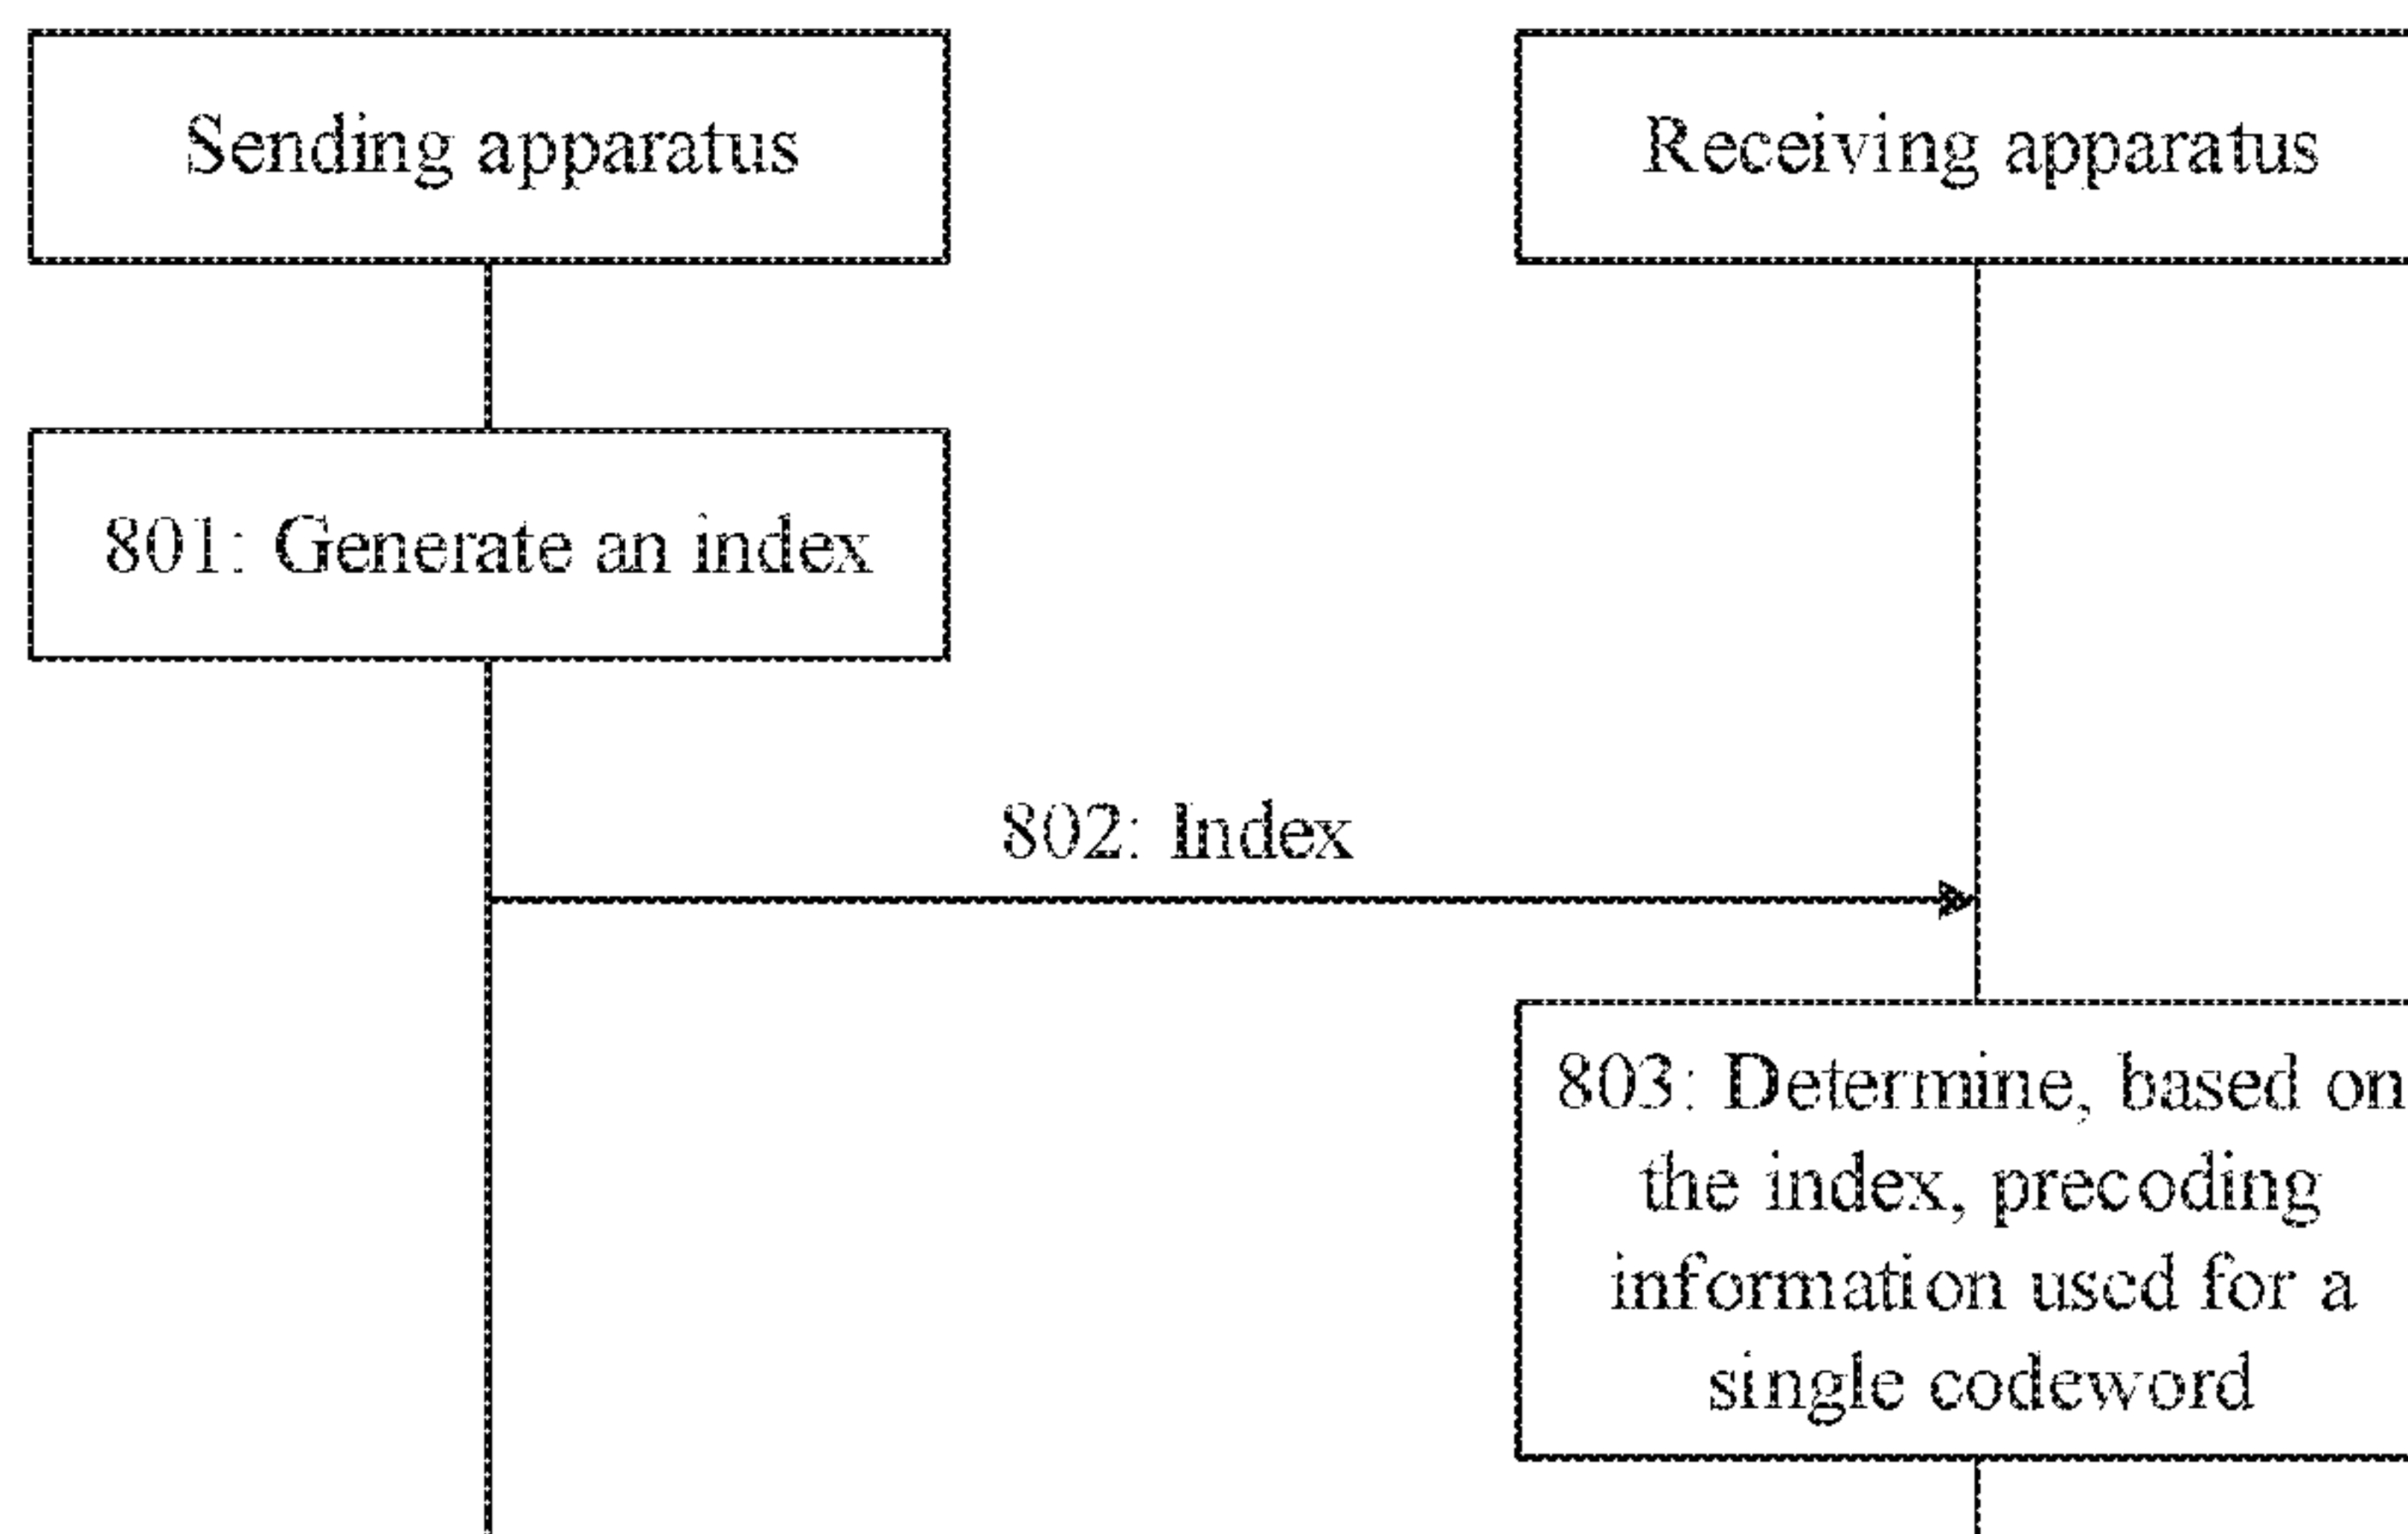 Sending apparatus
Receiving apparatus
801: Generate an index
802: Index
803: Determine, based on
the index, precoding
information used for a
single codeword